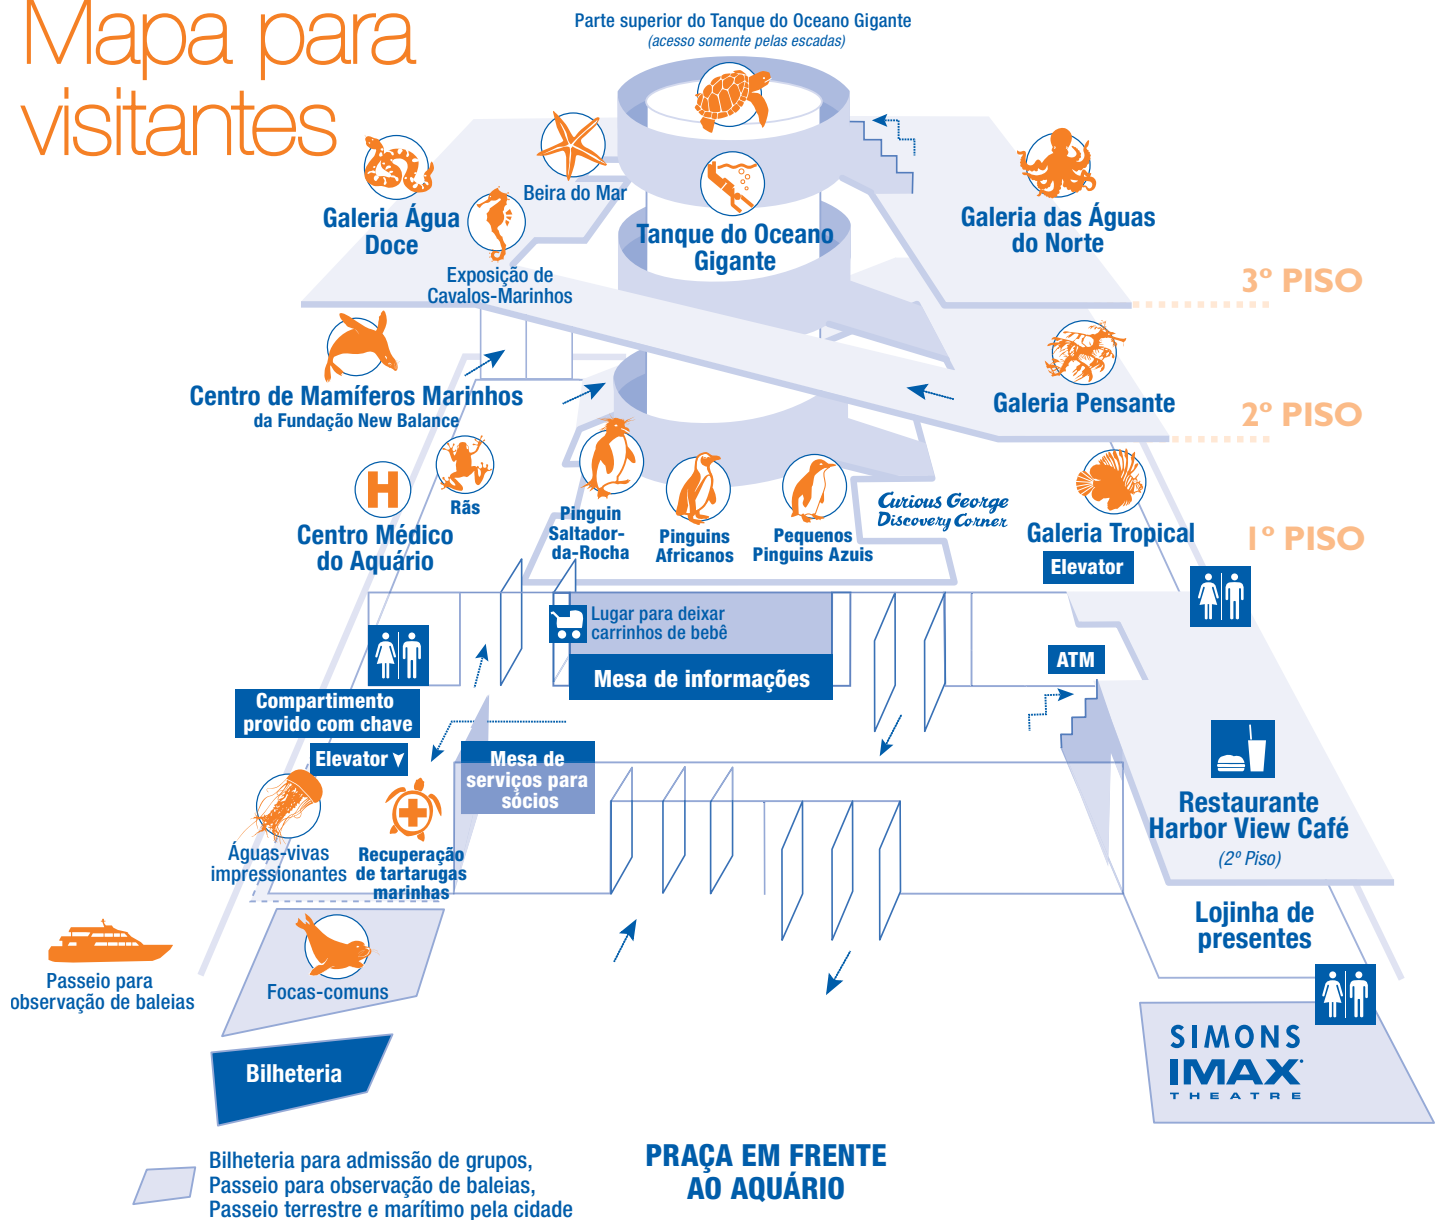 Mapa para
visitantes
Parte superior do Tanque do Oceano Gigante
(acesso somente pelas escadas)
Beira do Mar
Galeria Água
Doce
Exposição de
Cavalos-Marinhos
Tanque do Oceano
Gigante
Galeria das Águas
do Norte
3º PISO
Centro de Mamíferos Marinhos
da Fundação New Balance
Galeria Pensante
2º PISO
H
Rãs
Centro Médico
do Aquário
Pinguin
Saltador-
da-Rocha
Pinguins
Africanos
Pequenos
Pinguins Azuis
Curious George
Discovery Corner
Galeria Tropical
Elevator
1º PISO
Lugar para deixar
carrinhos de bebê
Mesa de informações
ATM
Compartimento
provido com chave
Elevator
Mesa de
serviços para
sócios
Águas-vivas
impressionantes
Recuperação
de tartarugas
marinhas
Restaurante
Harbor View Café
(2º Piso)
Lojinha de
presentes
Passeio para
observação de baleias
Focas-comuns
SIMONS
IMAX
THEATRE
Bilheteria
Bilheteria para admissão de grupos,
Passeio para observação de baleias,
Passeio terrestre e marítimo pela cidade
PRAÇA EM FRENTE
AO AQUÁRIO